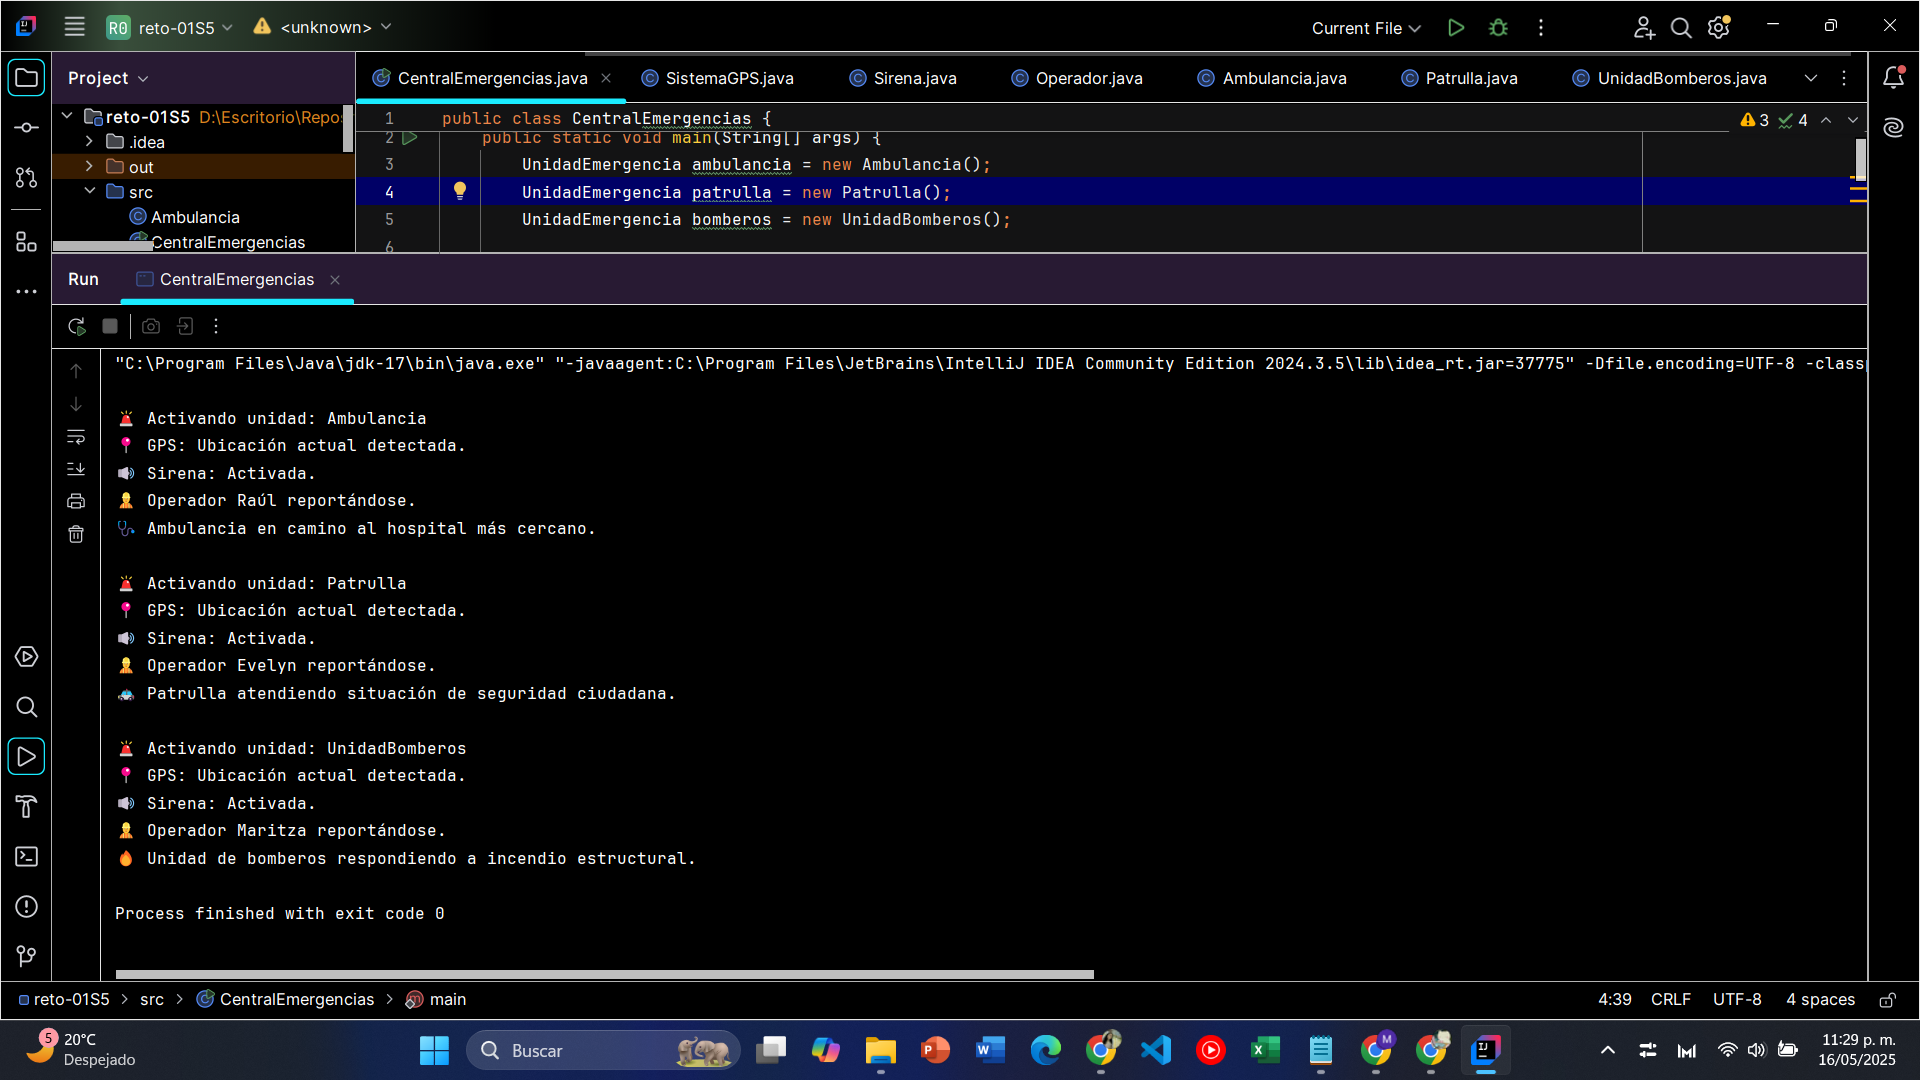 R0 reto-01S5 <unknown> Current File
Project CentralEmergencias.java SistemaGPS.java Sirena.java Operador.java Ambulancia.java Patrulla.java UnidadBomberos.java
reto-01S5 D:\Escritorio\Repo
.idea
out
src
Ambulancia
CentralEmergencias
1 public class CentralEmergencias {
2 public static void main(String[] args) {
3 UnidadEmergencia ambulancia = new Ambulancia();
4 UnidadEmergencia patrulla = new Patrulla();
5 UnidadEmergencia bomberos = new UnidadBomberos();
6
3 4
Run CentralEmergencias
"C:\Program Files\Java\jdk-17\bin\java.exe" "-javaagent:C:\Program Files\JetBrains\IntelliJ IDEA Community Edition 2024.3.5\lib\idea_rt.jar=37775" -Dfile.encoding=UTF-8 -class
🚨 Activando unidad: Ambulancia
📍 GPS: Ubicación actual detectada.
🔊 Sirena: Activada.
👷 Operador Raúl reportándose.
🩺 Ambulancia en camino al hospital más cercano.
🚨 Activando unidad: Patrulla
📍 GPS: Ubicación actual detectada.
🔊 Sirena: Activada.
👷 Operador Evelyn reportándose.
🚓 Patrulla atendiendo situación de seguridad ciudadana.
🚨 Activando unidad: UnidadBomberos
📍 GPS: Ubicación actual detectada.
🔊 Sirena: Activada.
👷 Operador Maritza reportándose.
🔥 Unidad de bomberos respondiendo a incendio estructural.
Process finished with exit code 0
reto-01S5 > src > CentralEmergencias > main 4:39 CRLF UTF-8 4 spaces
5 20°C
Despejado
Buscar
11:29 p. m.
16/05/2025